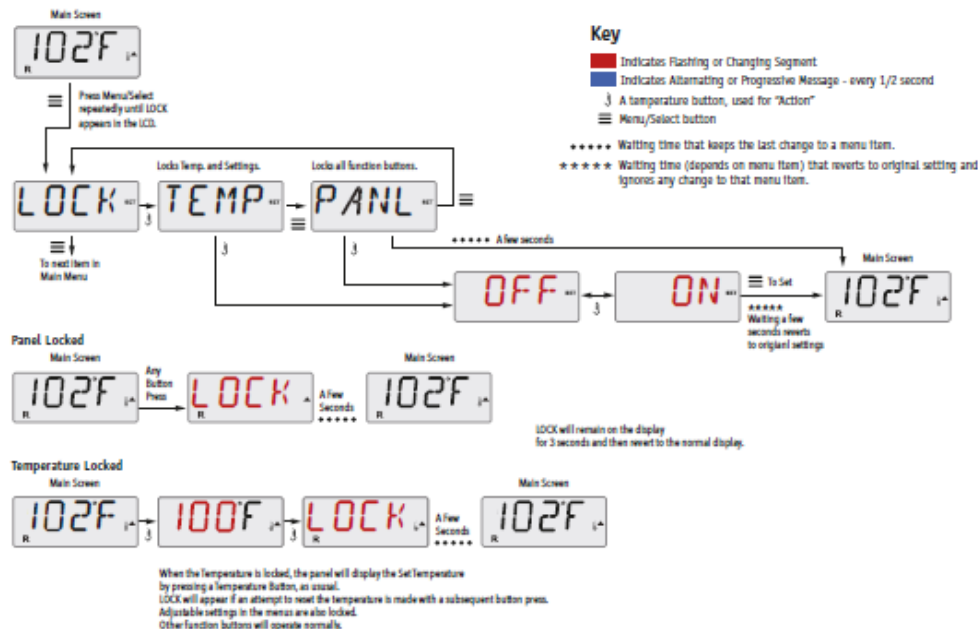 Main Screen
102°F
R
Key
Indicates Flashing or Changing Segment
Indicates Alternating or Progressive Message - every 1/2 second
A temperature button, used for "Action"
Menu/Select button
Waiting time that keeps the last change to a menu item.
Waiting time (depends on menu item) that reverts to original setting and
ignores any change to that menu item.
Press Menu/Select
repeatedly until LOCK
appears in the LCD.
Locks Temp. and Settings.
Locks all function buttons.
LOCK
TEMP
PANL
To next item in
Main Menu
A few seconds
Main Screen
OFF
ON
To Set
102°F
R
Waiting a few
seconds reverts
to origianl settings
Panel Locked
Main Screen
Main Screen
102°F
R
Any
Button
Press
LOCK
R
A Few
Seconds
102°F
R
LOCK will remain on the display
for 3 seconds and then revert to the normal display.
Temperature Locked
Main Screen
Main Screen
102°F
R
100°F
LOCK
R
A Few
Seconds
102°F
R
When the Temperature is locked, the panel will display the Set Temperature
by pressing a Temperature Button, as ususal.
LOCK will appear if an attempt to reset the temperature is made with a subsequent button press.
Adjustable settings in the menus are also locked.
Other function buttons will operate normally.